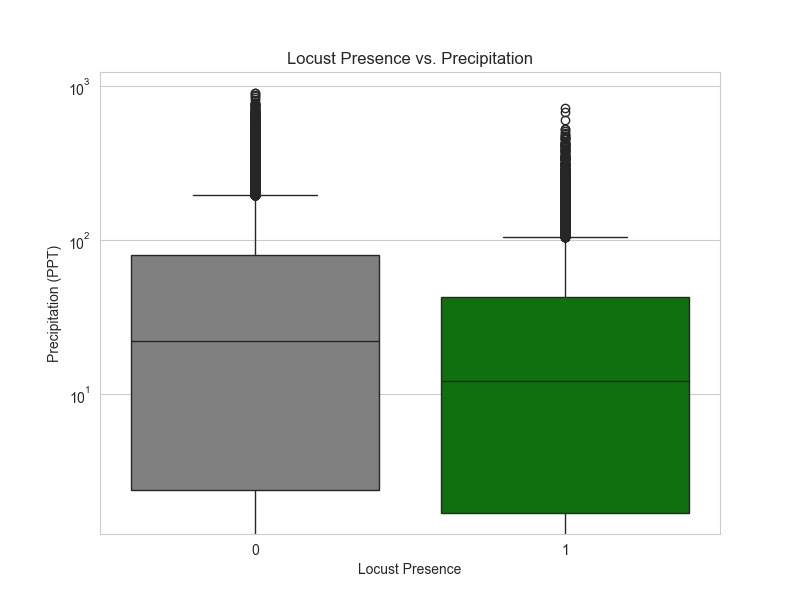 Locust Presence vs. Precipitation
10³
10²
10¹
Precipitation (PPT)
0 1
Locust Presence